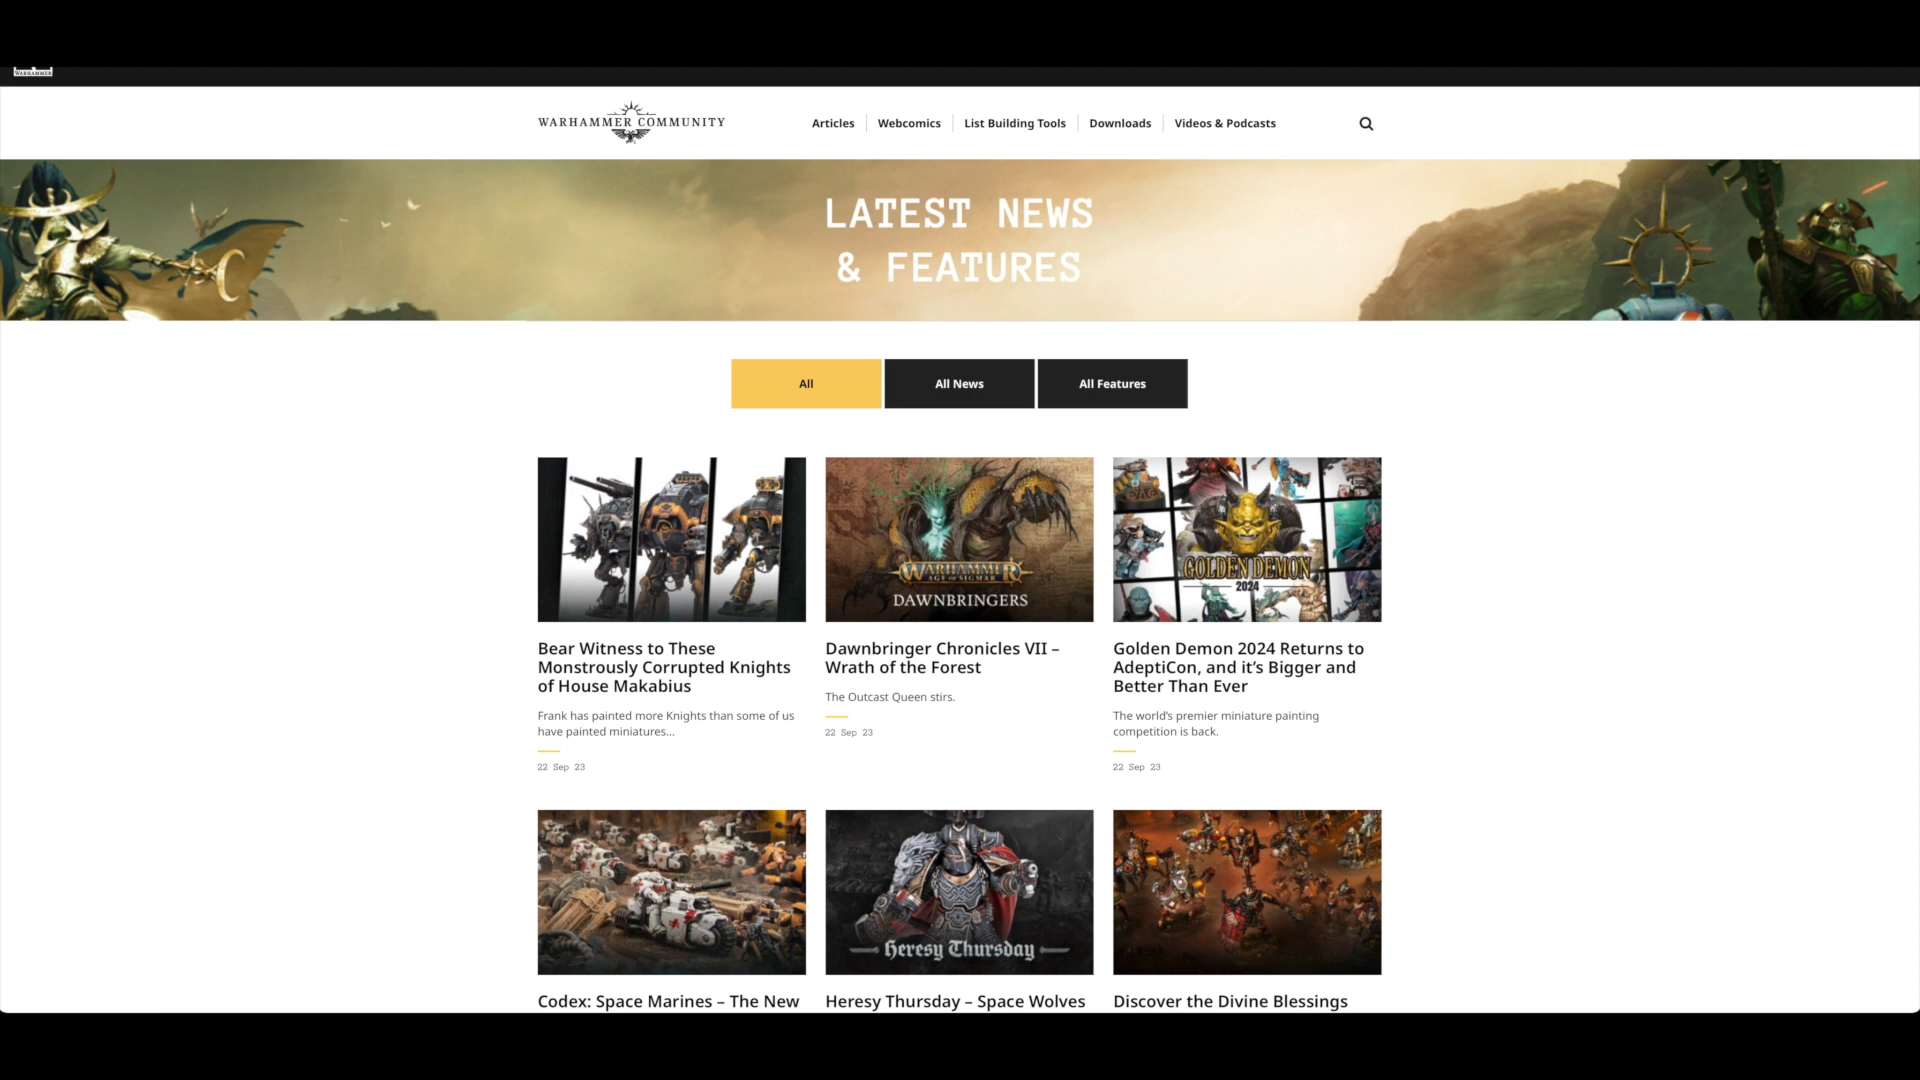 WARHAMMER
WARHAMMER COMMUNITY
Articles
Webcomics
List Building Tools
Downloads
Videos & Podcasts
LATEST NEWS
& FEATURES
All
All News
All Features
WARHAMMER
AGE OF SIGMAR
DAWNBRINGERS
GOLDEN DEMON
2024
Bear Witness to These
Monstrously Corrupted Knights
of House Makabius
Frank has painted more Knights than some of us
have painted miniatures...
22 Sep 23
Dawnbringer Chronicles VII –
Wrath of the Forest
The Outcast Queen stirs.
22 Sep 23
Golden Demon 2024 Returns to
AdeptiCon, and it’s Bigger and
Better Than Ever
The world’s premier miniature painting
competition is back.
22 Sep 23
Heresy Thursday
Codex: Space Marines – The New
Heresy Thursday – Space Wolves
Discover the Divine Blessings